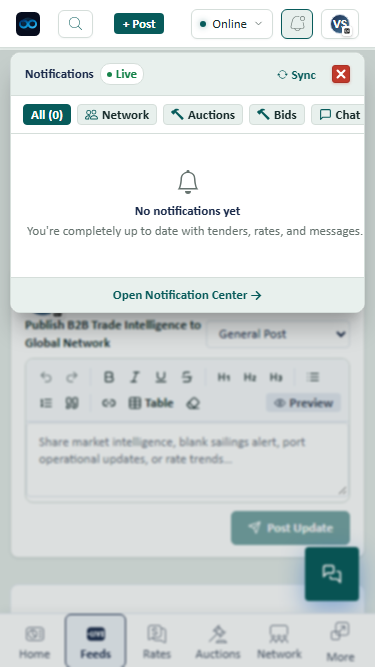 + Post
Online
VS
Notifications
Live
Sync
All (0)
Network
Auctions
Bids
Chat
No notifications yet
You're completely up to date with tenders, rates, and messages.
Open Notification Center →
Publish B2B Trade Intelligence to
Global Network
General Post
B I U S H1 H2 H3
Table
Preview
Share market intelligence, blank sailings alert, port
operational updates, or rate trends...
Post Update
Home
Feeds
Rates
Auctions
Network
More